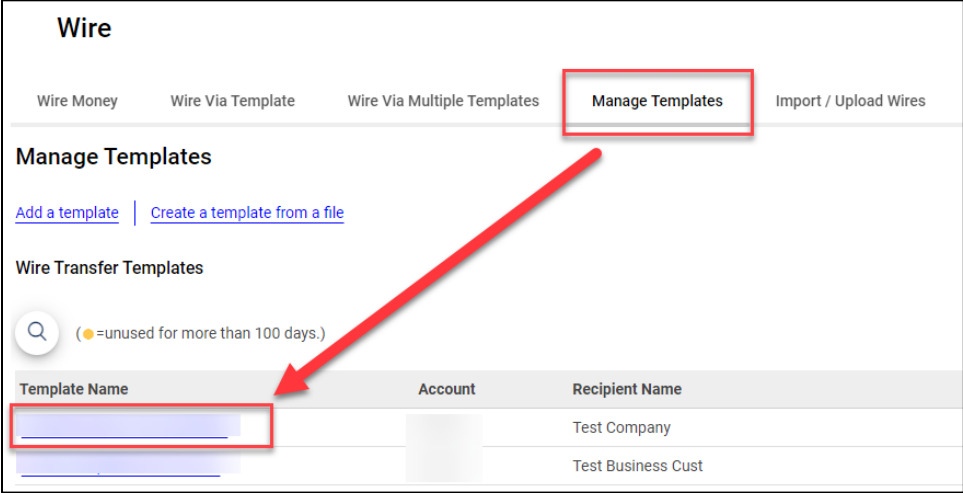 Wire
Wire Money Wire Via Template Wire Via Multiple Templates Manage Templates Import / Upload Wires
Manage Templates
Add a template Create a template from a file
Wire Transfer Templates
(=unused for more than 100 days.)
Template Name Account Recipient Name
Test Company
Test Business Cust